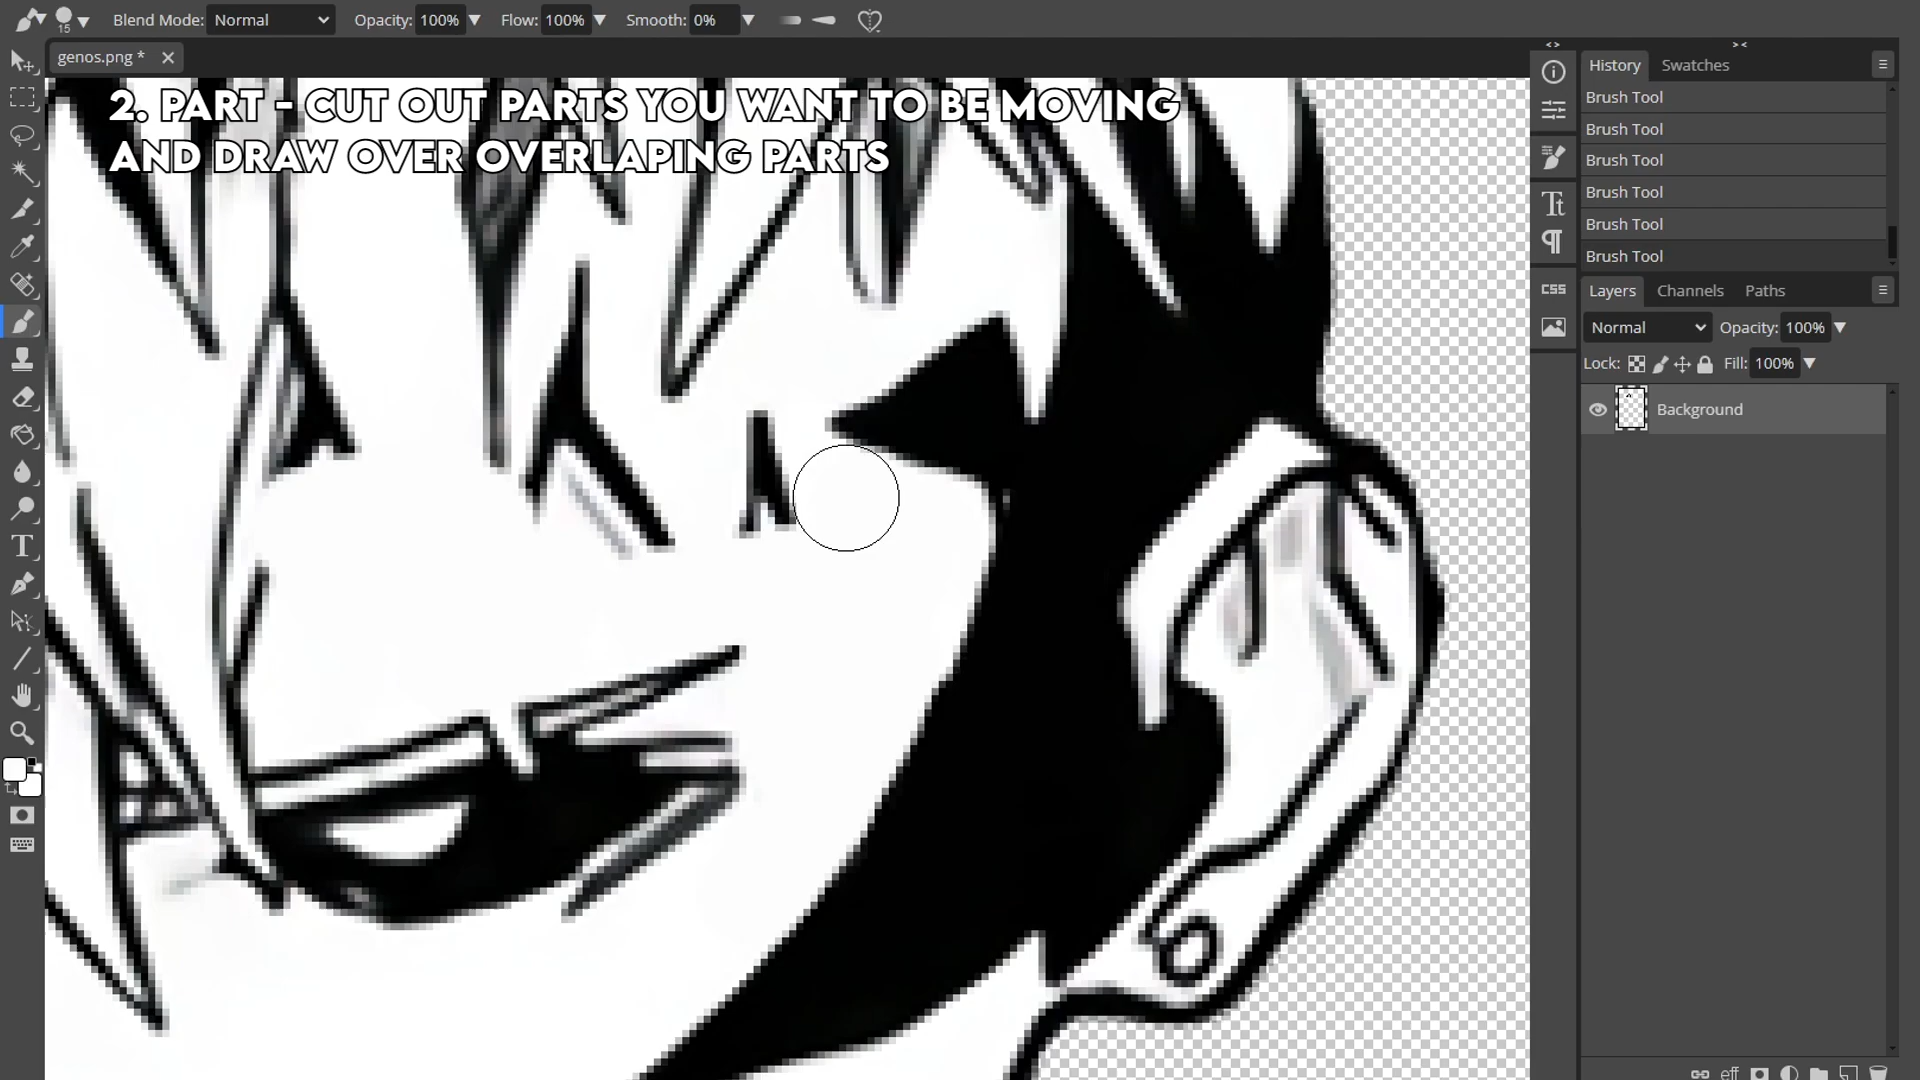 15
Blend Mode: Normal Opacity: 100% Flow: 100% Smooth: 0%
genos.png *
2. PART - CUT OUT PARTS YOU WANT TO BE MOVING
AND DRAW OVER OVERLAPING PARTS
History Swatches
Brush Tool
Brush Tool
Brush Tool
Brush Tool
Brush Tool
Brush Tool
CSS
Layers Channels Paths
Normal Opacity: 100%
Lock: Fill: 100%
Background
eff